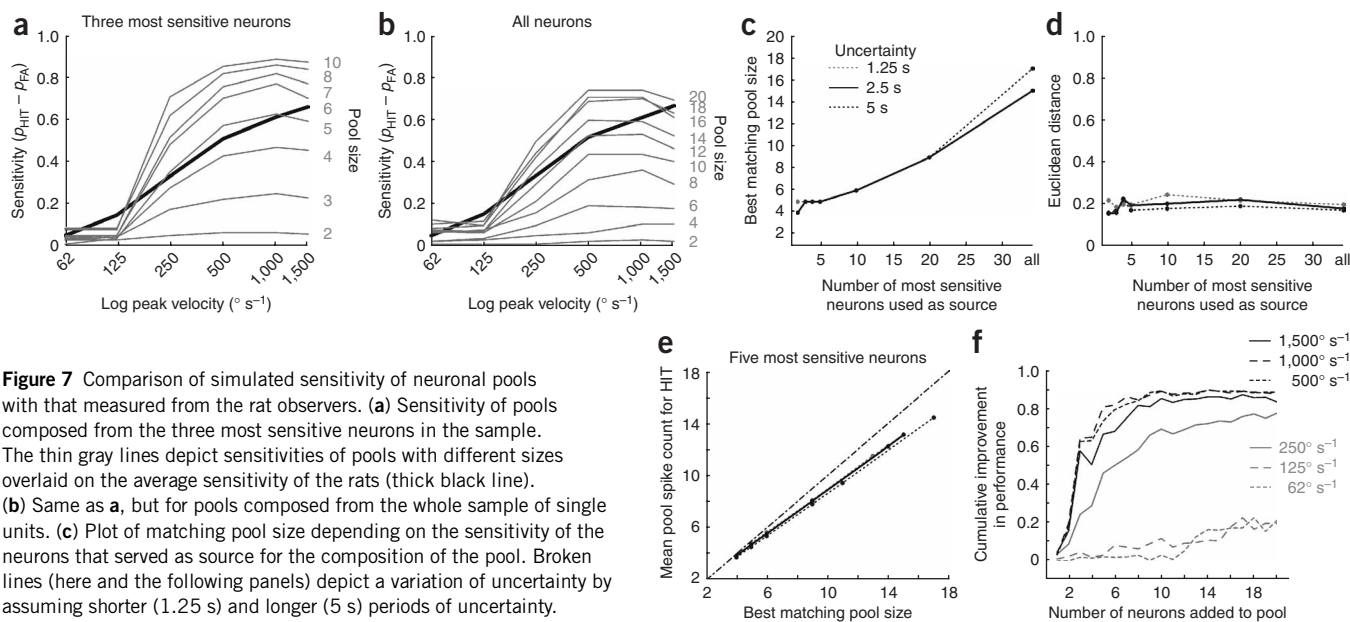 a
Three most sensitive neurons
1.0
0.8
0.6
0.4
0.2
0
Sensitivity (pHIT – pFA)
62
125
250
500
1,000
1,500
Log peak velocity (° s–1)
10
8
7
6
5
4
3
2
Pool size
b
All neurons
1.0
0.8
0.6
0.4
0.2
0
Sensitivity (pHIT – pFA)
62
125
250
500
1,000
1,500
Log peak velocity (° s–1)
20
18
16
14
12
10
8
6
4
2
Pool size
c
20
18
16
14
12
10
8
6
4
2
Best matching pool size
Uncertainty
1.25 s
2.5 s
5 s
5 10 15 20 25 30 all
Number of most sensitive
neurons used as source
d
1.0
0.8
0.6
0.4
0.2
0
Euclidean distance
5 10 15 20 25 30 all
Number of most sensitive
neurons used as source
Figure 7 Comparison of simulated sensitivity of neuronal pools
with that measured from the rat observers. (a) Sensitivity of pools
composed from the three most sensitive neurons in the sample.
The thin gray lines depict sensitivities of pools with different sizes
overlaid on the average sensitivity of the rats (thick black line).
(b) Same as a, but for pools composed from the whole sample of single
units. (c) Plot of matching pool size depending on the sensitivity of the
neurons that served as source for the composition of the pool. Broken
lines (here and the following panels) depict a variation of uncertainty by
assuming shorter (1.25 s) and longer (5 s) periods of uncertainty.
e
Five most sensitive neurons
18
14
10
6
2
Mean pool spike count for HIT
2 6 10 14 18
Best matching pool size
f
1,500° s–1
1,000° s–1
500° s–1
250° s–1
125° s–1
62° s–1
1.0
0.8
0.6
0.4
0.2
0
Cumulative improvement
in performance
2 6 10 14 18
Number of neurons added to pool